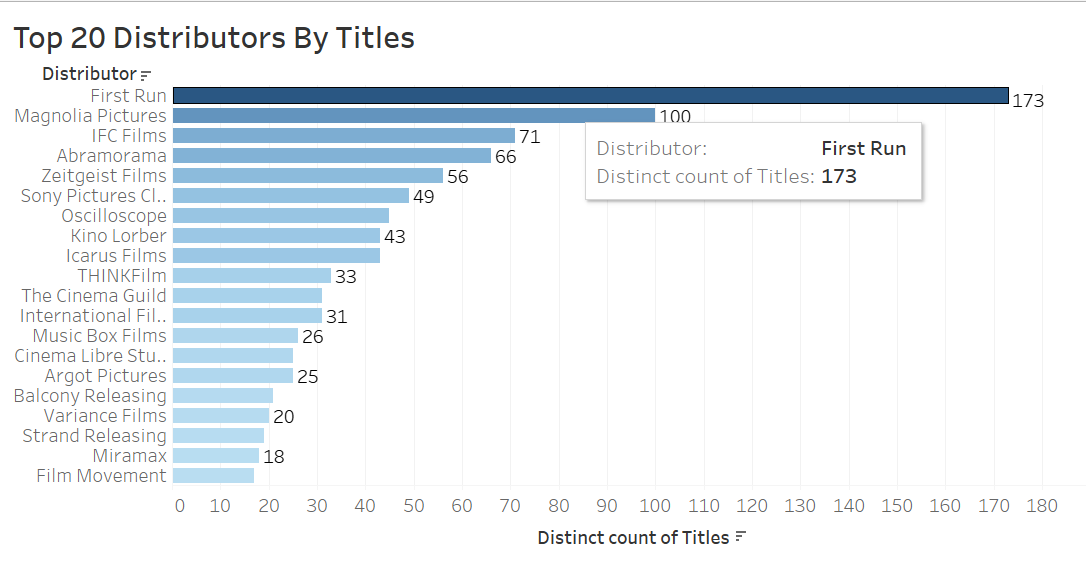 Top 20 Distributors By Titles
Distributor
First Run 173
Magnolia Pictures 100
IFC Films 71
Abramorama 66
Zeitgeist Films 56
Sony Pictures Cl.. 49
Oscilloscope
Kino Lorber 43
Icarus Films
THINKFilm 33
The Cinema Guild
International Fil.. 31
Music Box Films 26
Cinema Libre Stu..
Argot Pictures 25
Balcony Releasing
Variance Films 20
Strand Releasing
Miramax 18
Film Movement
Distributor: First Run
Distinct count of Titles: 173
0 10 20 30 40 50 60 70 80 90 100 110 120 130 140 150 160 170 180
Distinct count of Titles